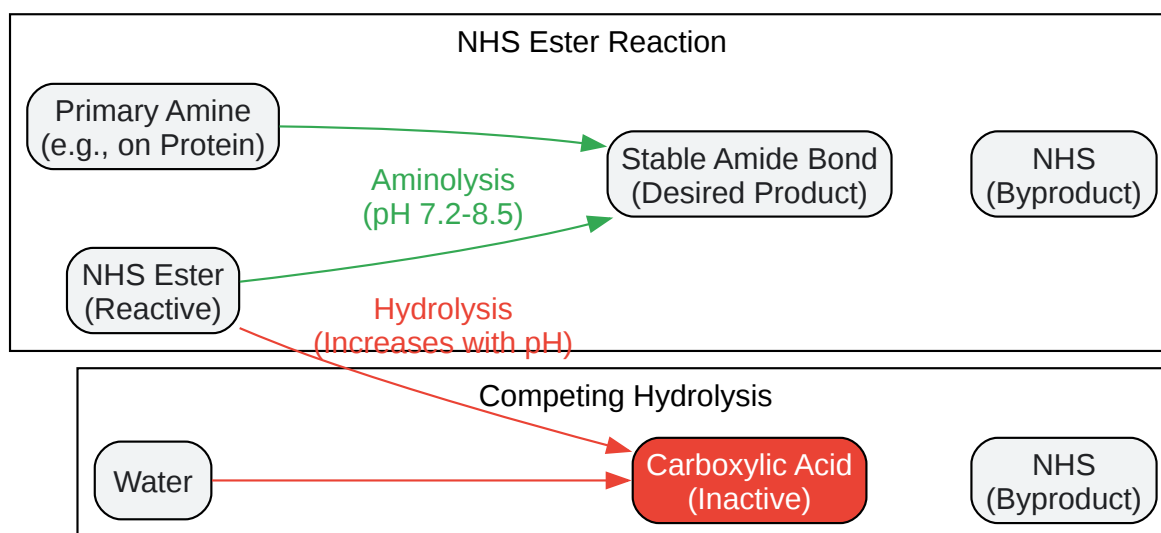 NHS Ester Reaction
Primary Amine
(e.g., on Protein)
Aminolysis
(pH 7.2-8.5)
Stable Amide Bond
(Desired Product)
NHS
(Byproduct)
NHS Ester
(Reactive)
Hydrolysis
(Increases with pH)
Competing Hydrolysis
Water
Carboxylic Acid
(Inactive)
NHS
(Byproduct)